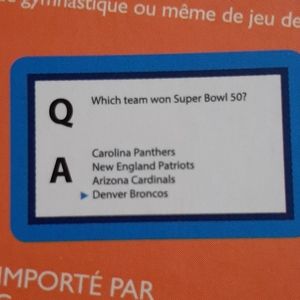 gymnastique ou même de jeu de
Q
Which team won Super Bowl 50?
A
Carolina Panthers
New England Patriots
Arizona Cardinals
▶ Denver Broncos
IMPORTÉ PAR